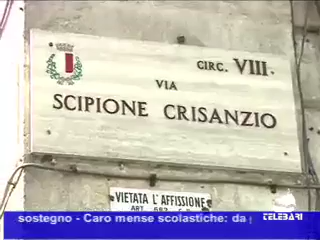 CIRC. VIII.
VIA
SCIPIONE CRISANZIO
VIETATA L'AFFISSIONE
sostegno - Caro mense scolastiche: da
TELEBARI